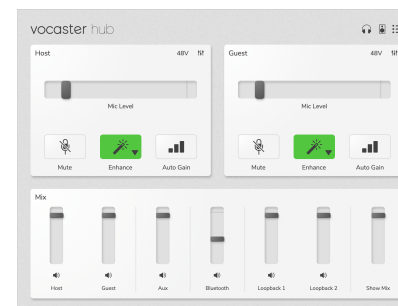 vocaster hub
Host 48V Guest 48V
Mic Level Mic Level
Mute Enhance Auto Gain Mute Enhance Auto Gain
Mix
Host Guest Aux Bluetooth Loopback 1 Loopback 2 Show Mix